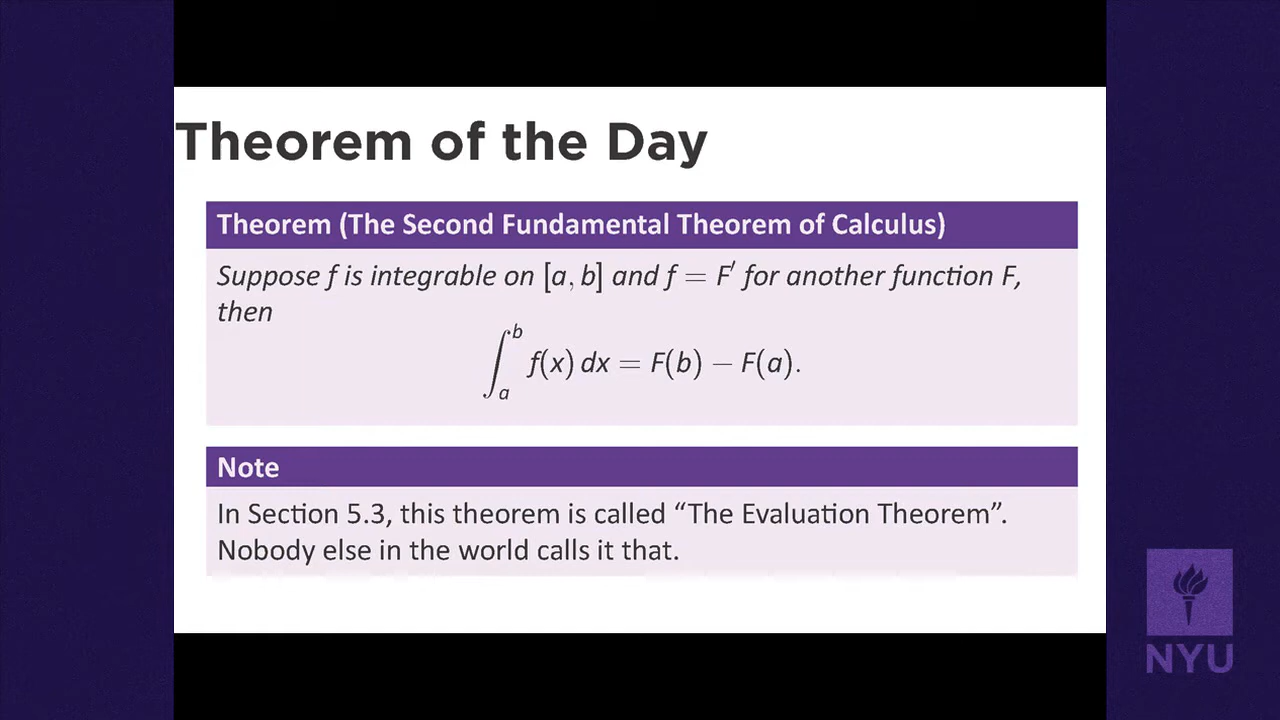 Theorem of the Day
Theorem (The Second Fundamental Theorem of Calculus)
Suppose f is integrable on [a, b] and f = F′ for another function F,
then
∫_a^b f(x) dx = F(b) − F(a).
Note
In Section 5.3, this theorem is called “The Evaluation Theorem”.
Nobody else in the world calls it that.
NYU